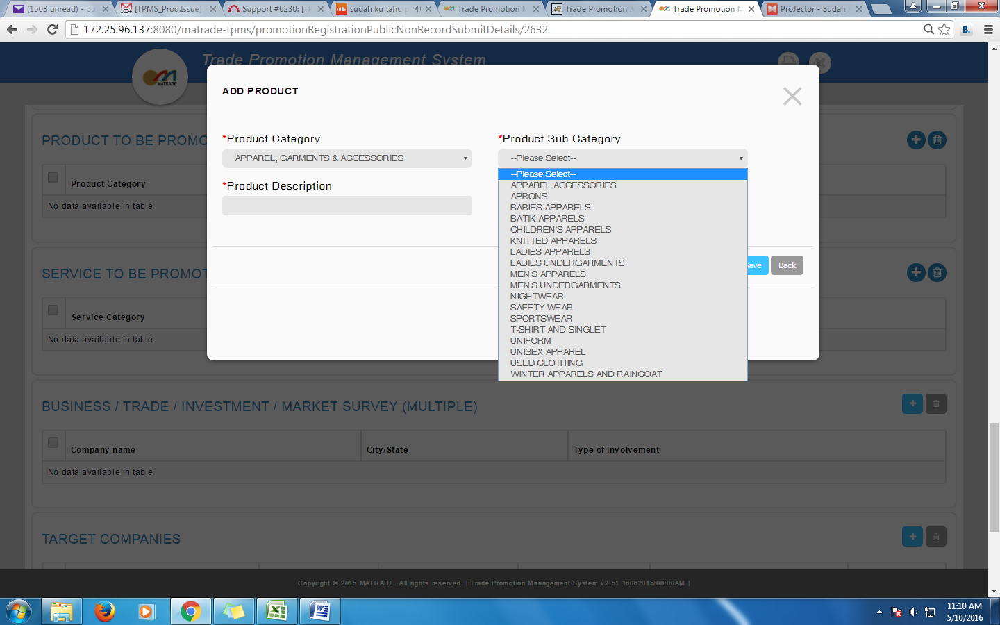 (1503 unread) - pu
[TPMS_Prod.Issue]
Support #6230: [TP
sudah ku tahu p
Trade Promotion M
Trade Promotion M
Trade Promotion M
ProJector - Sudah
172.25.96.137:8080/matrade-tpms/promotionRegistrationPublicNonRecordSubmitDetails/2632
B.
MATRADE
Trade Promotion Management System
ADD PRODUCT
*Product Category
*Product Sub Category
APPAREL, GARMENTS & ACCESSORIES
--Please Select--
*Product Description
--Please Select--
APPAREL ACCESSORIES
APRONS
BABIES APPARELS
BATIK APPARELS
CHILDREN'S APPARELS
KNITTED APPARELS
LADIES APPARELS
LADIES UNDERGARMENTS
MEN'S APPARELS
MEN'S UNDERGARMENTS
NIGHTWEAR
SAFETY WEAR
SPORTSWEAR
T-SHIRT AND SINGLET
UNIFORM
UNISEX APPAREL
USED CLOTHING
WINTER APPARELS AND RAINCOAT
ave
Back
PRODUCT TO BE PROMO
Product Category
No data available in table
SERVICE TO BE PROMOT
Service Category
No data available in table
BUSINESS / TRADE / INVESTMENT / MARKET SURVEY (MULTIPLE)
Company name City/State Type of Involvement
No data available in table
TARGET COMPANIES
Copyright © 2015 MATRADE. All rights reserved. | Trade Promotion Management System v2.51 16062015/08:00AM |
11:10 AM
5/10/2016